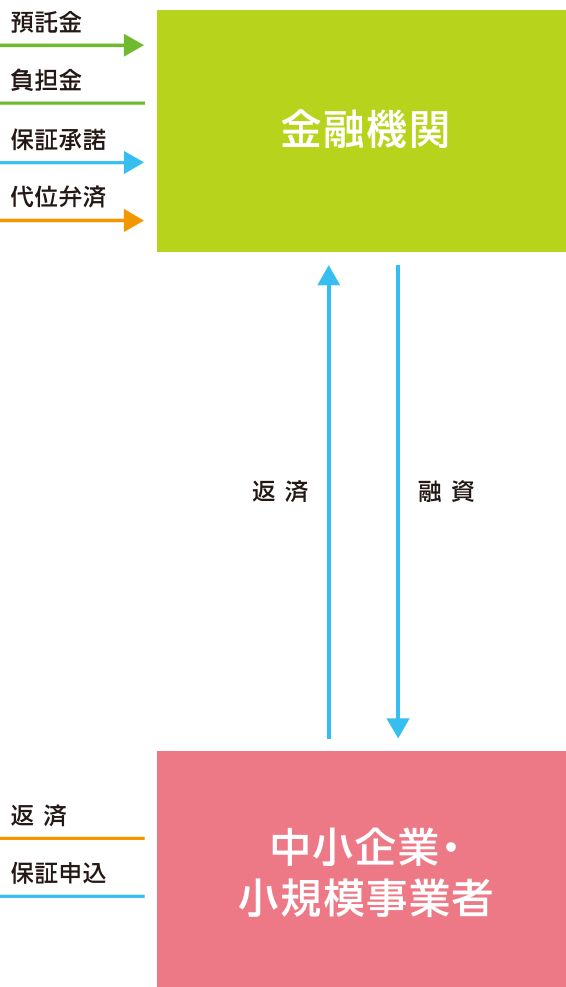 預託金
負担金
保証承諾
代位弁済
金融機関
返済
融資
返済
保証申込
中小企業・
小規模事業者